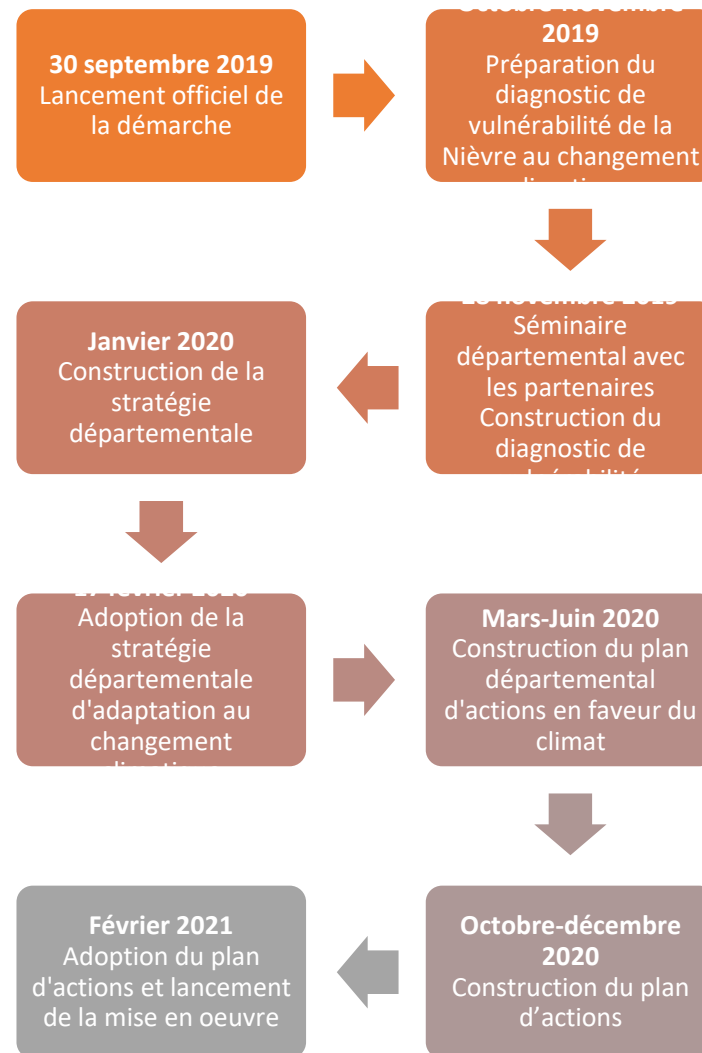 30 septembre 2019
Lancement officiel de
la démarche
Octobre-Novembre
2019
Préparation du
diagnostic de
vulnérabilité de la
Nièvre au changement
Séminaire
départemental avec
les partenaires
Construction du
diagnostic de
Janvier 2020
Construction de la
stratégie
départementale
Adoption de la
stratégie
départementale
d'adaptation au
changement
Mars-Juin 2020
Construction du plan
départemental
d'actions en faveur du
climat
Octobre-décembre
2020
Construction du plan
d’actions
Février 2021
Adoption du plan
d'actions et lancement
de la mise en oeuvre